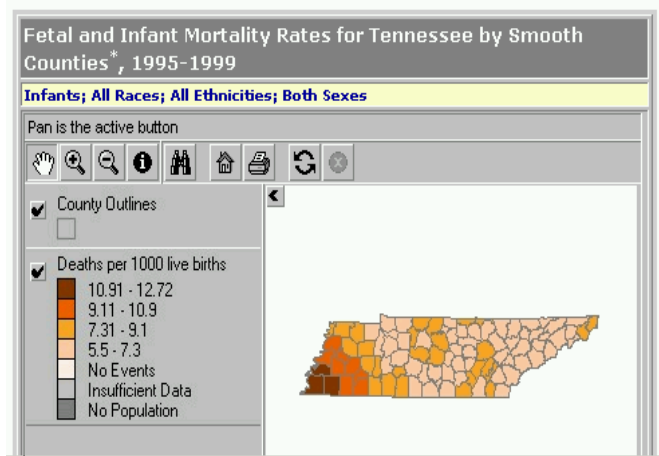 Fetal and Infant Mortality Rates for Tennessee by Smooth
Counties*, 1995-1999
Infants; All Races; All Ethnicities; Both Sexes
Pan is the active button
County Outlines
Deaths per 1000 live births
10.91 - 12.72
9.11 - 10.9
7.31 - 9.1
5.5 - 7.3
No Events
Insufficient Data
No Population